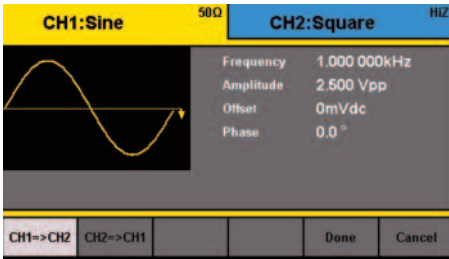 CH1:Sine 50Ω CH2:Square HiZ
Frequency 1.000 000kHz
Amplitude 2.500 Vpp
Offset 0mVdc
Phase 0.0°
CH1=>CH2 CH2=>CH1 Done Cancel